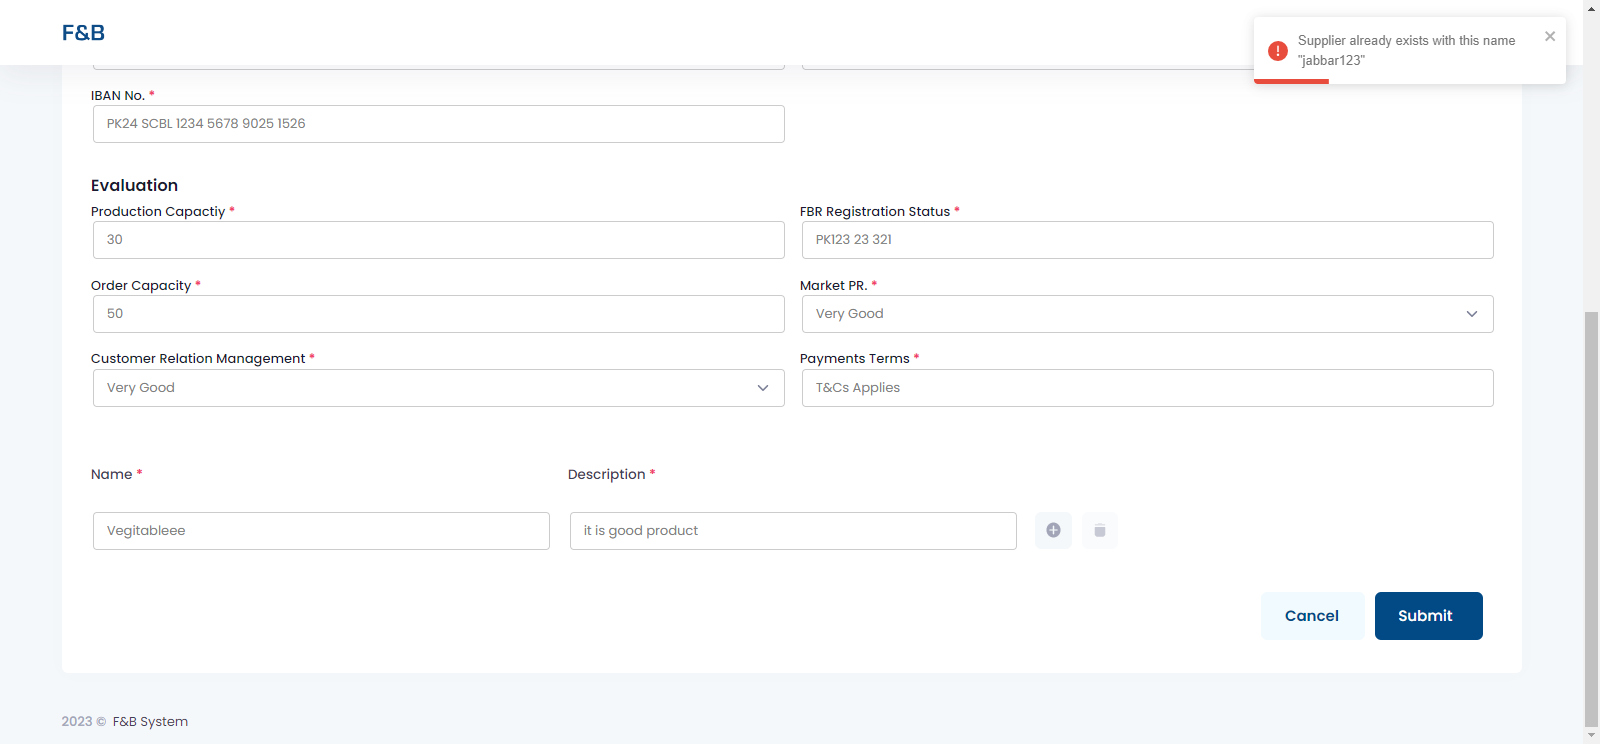 F&B
Supplier already exists with this name
"jabbar123"
IBAN No. *
PK24 SCBL 1234 5678 9025 1526
Evaluation
Production Capactiy *
FBR Registration Status *
30
PK123 23 321
Order Capacity *
Market PR. *
50
Very Good
Customer Relation Management *
Payments Terms *
Very Good
T&Cs Applies
Name *
Description *
Vegitableee
it is good product
Cancel
Submit
2023 © F&B System